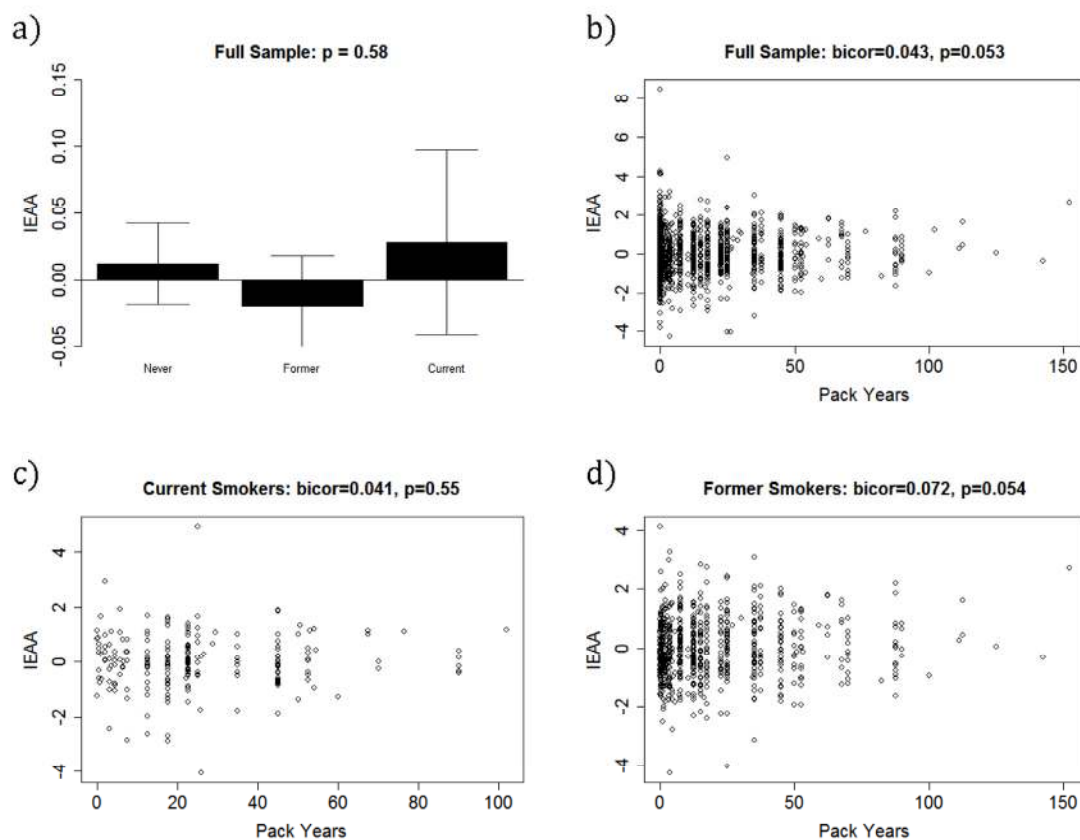 a)
Full Sample: p = 0.58
IEAA
0.15
0.10
0.05
0.00
-0.05
Never Former Current
b)
Full Sample: bicor=0.043, p=0.053
IEAA
8
6
4
2
0
-2
-4
0 50 100 150
Pack Years
c)
Current Smokers: bicor=0.041, p=0.55
IEAA
4
2
0
-2
-4
0 20 40 60 80 100
Pack Years
d)
Former Smokers: bicor=0.072, p=0.054
IEAA
4
2
0
-2
-4
0 50 100 150
Pack Years